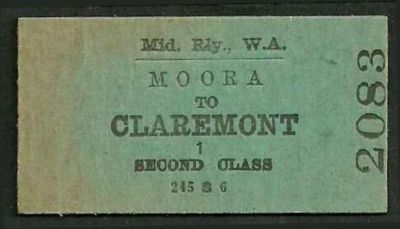 Mid. Rly., W.A.
MOORA
TO
CLAREMONT
1
SECOND CLASS
245 S 6
2083